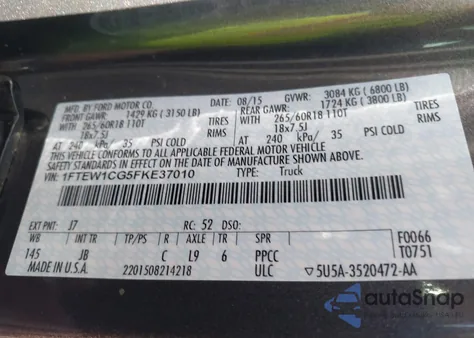 MFD. BY FORD MOTOR CO. DATE: 08/15 GVWR: 3084 KG ( 6800 LB)
FRONT GAWR: 1429 KG ( 3150 LB) REAR GAWR: 1724 KG ( 3800 LB)
WITH 265/60R18 110T TIRES WITH 265/60R18 110T TIRES
18x7.5J RIMS 18x7.5J RIMS
AT 240 kPa/ 35 PSI COLD AT 240 kPa/ 35 PSI COLD
THIS VEHICLE CONFORMS TO ALL APPLICABLE FEDERAL MOTOR VEHICLE
SAFETY STANDARDS IN EFFECT ON THE DATE OF MANUFACTURE SHOWN ABOVE.
VIN: 1FTEW1CG5FKE37010 TYPE: Truck
EXT PNT: J7 RC: 52 DSO: F0066
WB TP/PS R AXLE TR SPR T0751
145 JB C L9 6 PPCC
MADE IN U.S.A. 2201508214218 ULC 5U5A-3520472-AA
autoSnap